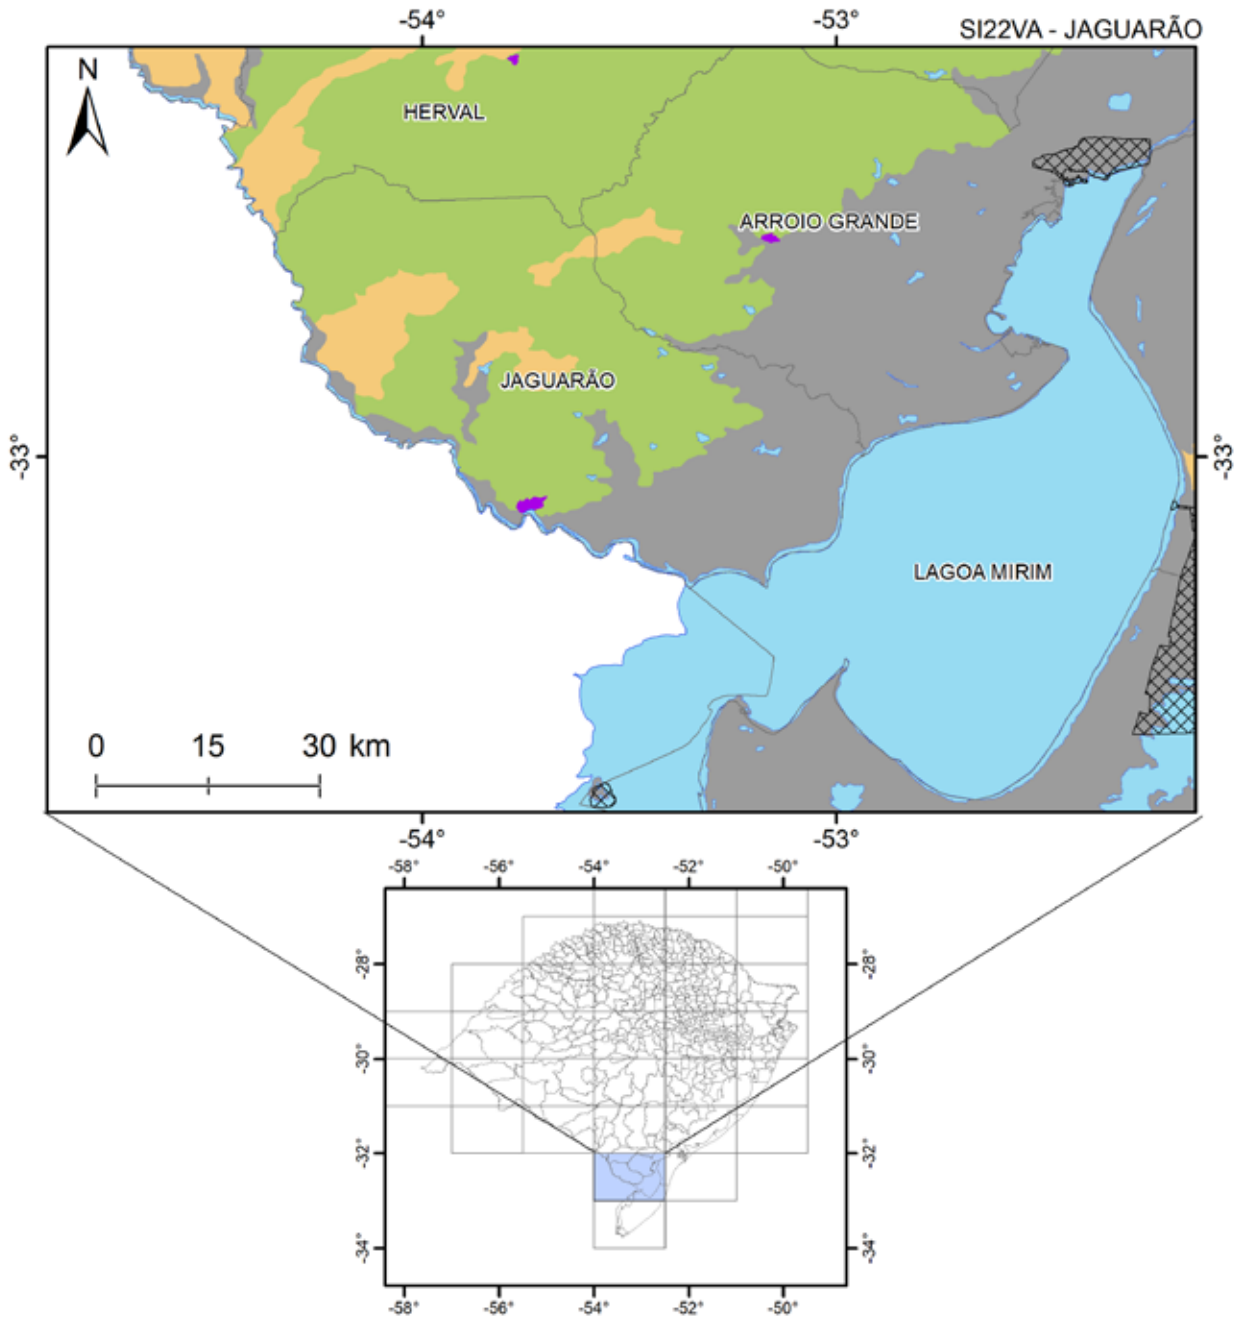 -54° -53°
SI22VA - JAGUARÃO
N
HERVAL
ARROIO GRANDE
JAGUARÃO
-33° -33°
LAGOA MIRIM
0 15 30 km
-54° -53°
-58° -56° -54° -52° -50°
-28° -28°
-30° -30°
-32° -32°
-34° -34°
-58° -56° -54° -52° -50°